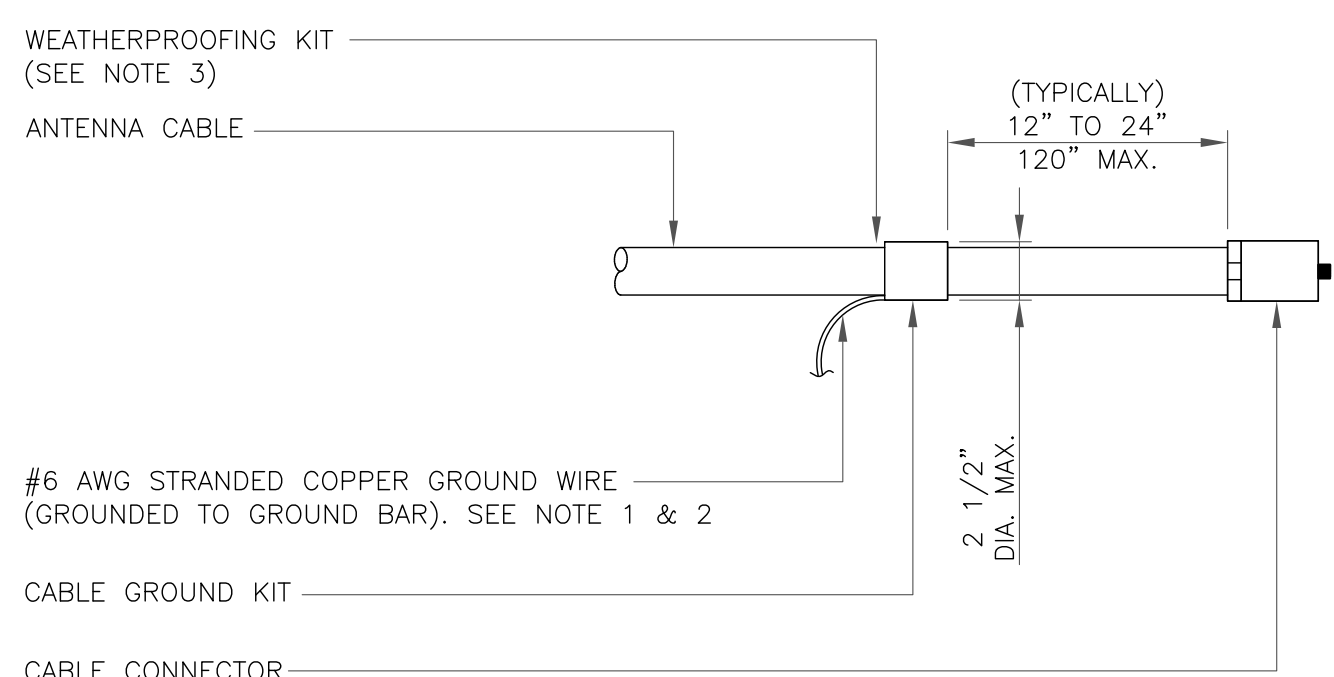 WEATHERPROOFING KIT
(SEE NOTE 3)
ANTENNA CABLE
(TYPICALLY)
12” TO 24”
120” MAX.
2 1/2”
DIA. MAX.
#6 AWG STRANDED COPPER GROUND WIRE
(GROUNDED TO GROUND BAR). SEE NOTE 1 & 2
CABLE GROUND KIT
CABLE CONNECTOR